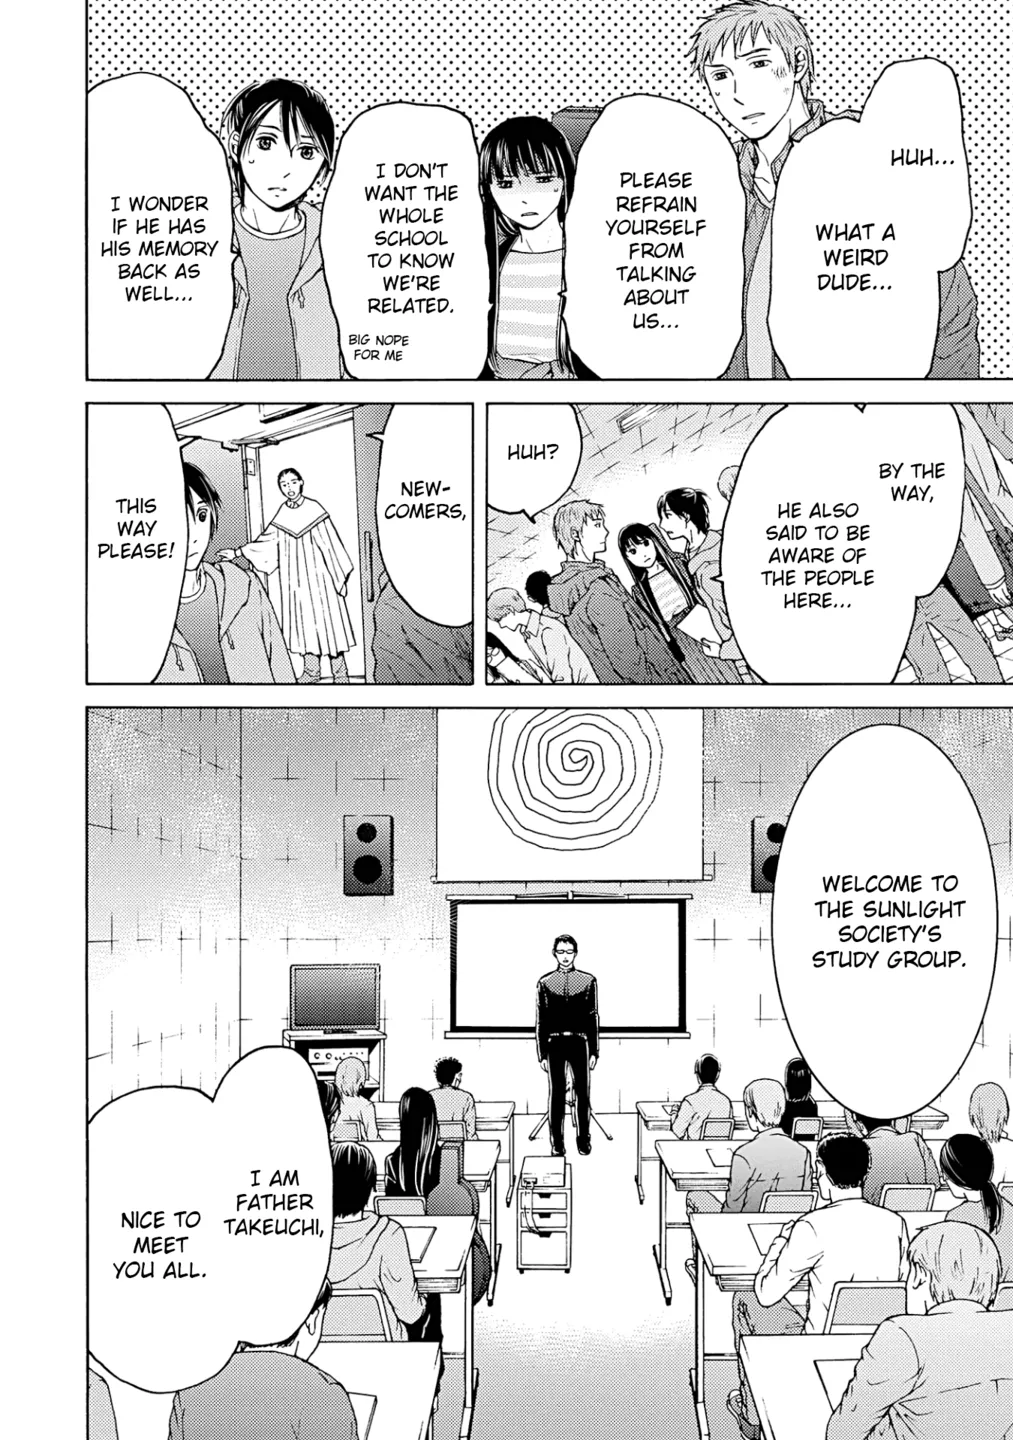 HUH...
WHAT A
WEIRD
DUDE...
PLEASE
REFRAIN
YOURSELF
FROM
TALKING
ABOUT
US...
I DON'T
WANT THE
WHOLE
SCHOOL
TO KNOW
WE'RE
RELATED.
BIG NOPE
FOR ME
I WONDER
IF HE HAS
HIS MEMORY
BACK AS
WELL...
BY THE
WAY,
HE ALSO
SAID TO BE
AWARE OF
THE PEOPLE
HERE...
HUH?
NEW-
COMERS,
THIS
WAY
PLEASE!
WELCOME TO
THE SUNLIGHT
SOCIETY'S
STUDY GROUP.
I AM
FATHER
TAKEUCHI,
NICE TO
MEET
YOU ALL.